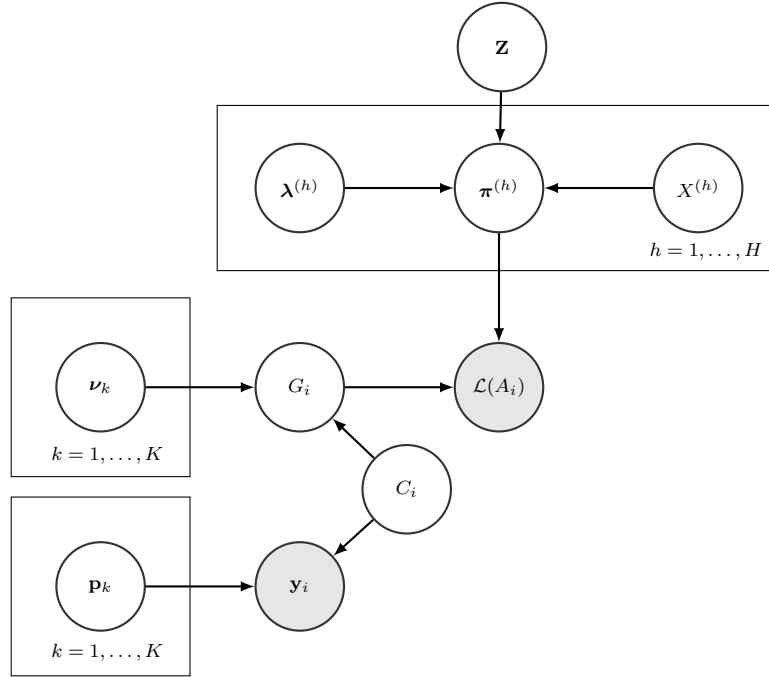 Z
λ^(h) π^(h) X^(h)
h = 1, . . . , H
ν_k G_i 𝓛(A_i)
k = 1, . . . , K
C_i
p_k y_i
k = 1, . . . , K